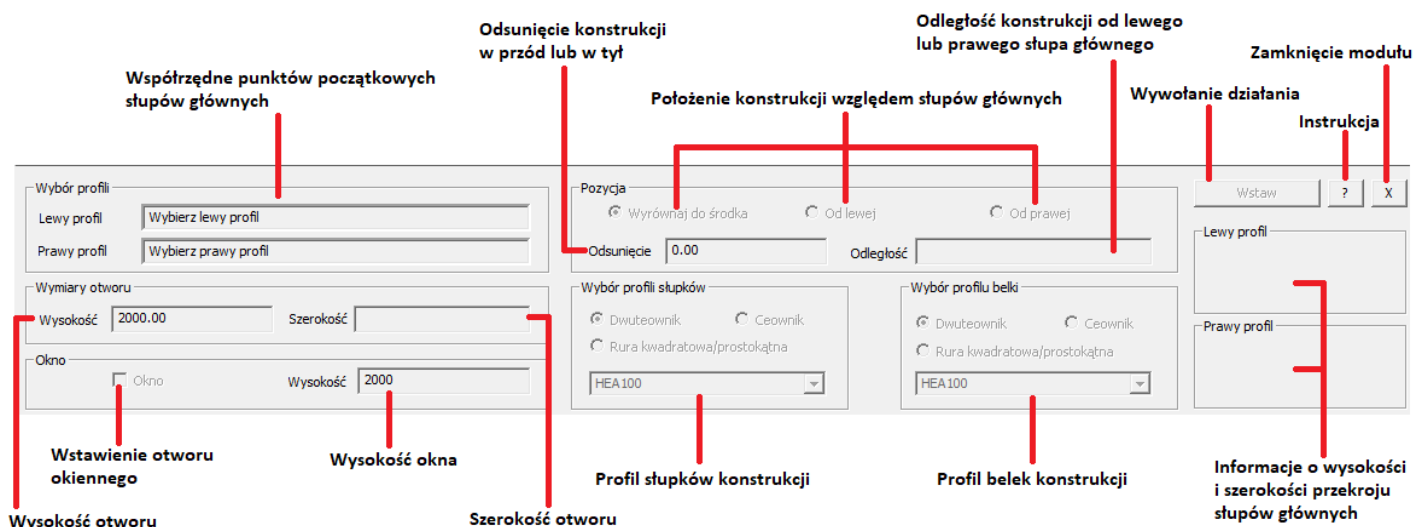 Odsunięcie konstrukcji
w przód lub w tył
Odległość konstrukcji od lewego
lub prawego słupa głównego
Zamknięcie modułu
Współrzędne punktów początkowych
słupów głównych
Położenie konstrukcji względem słupów głównych
Wywołanie działania
Instrukcja
Wybór profili
Lewy profil
Wybierz lewy profil
Prawy profil
Wybierz prawy profil
Pozycja
Wyrównaj do środka
Od lewej
Od prawej
Odsunięcie
0.00
Odległość
Wstaw
?
X
Lewy profil
Prawy profil
Wymiary otworu
Wysokość
2000.00
Szerokość
Okno
Okno
Wysokość
2000
Wybór profili słupków
Dwuteownik
Ceownik
Rura kwadratowa/prostokątna
HEA100
Wybór profilu belki
Dwuteownik
Ceownik
Rura kwadratowa/prostokątna
HEA100
Wstawienie otworu
okiennego
Wysokość okna
Profil słupków konstrukcji
Profil belek konstrukcji
Informacje o wysokości
i szerokości przekroju
słupów głównych
Wysokość otworu
Szerokość otworu